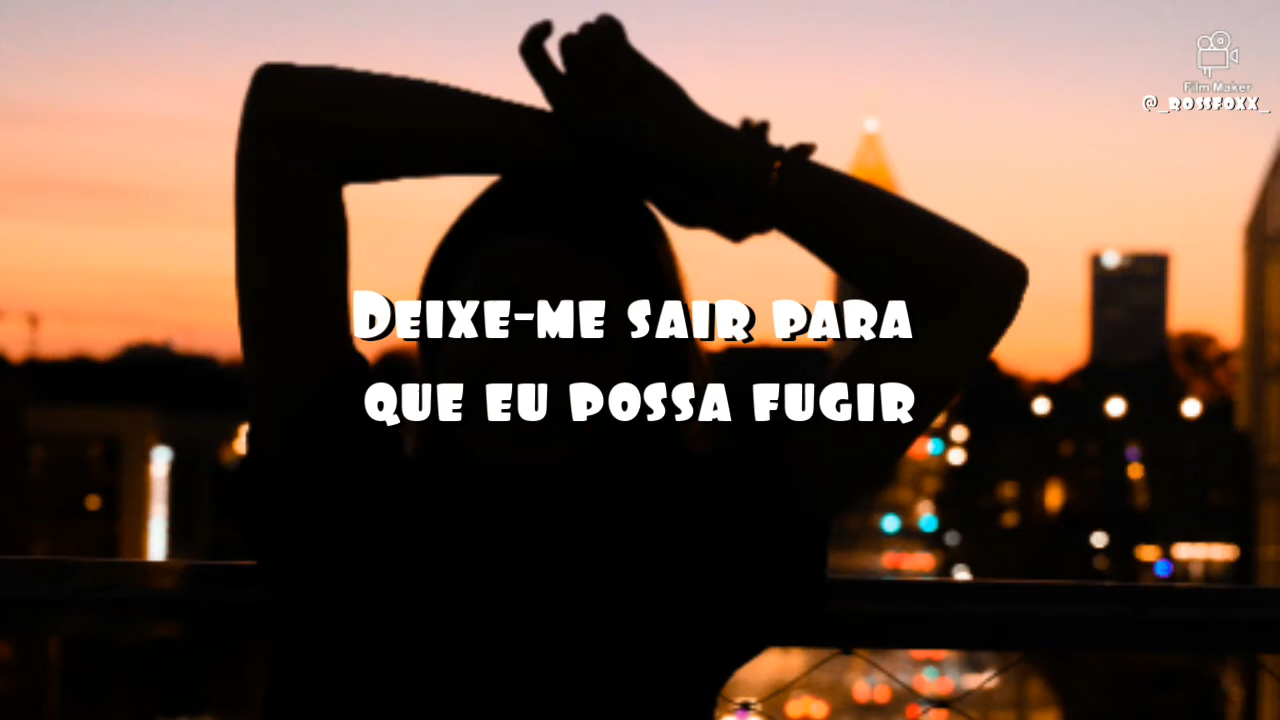 Film Maker
@_ROSSFOXX_
Deixe-me sair para
que eu possa fugir